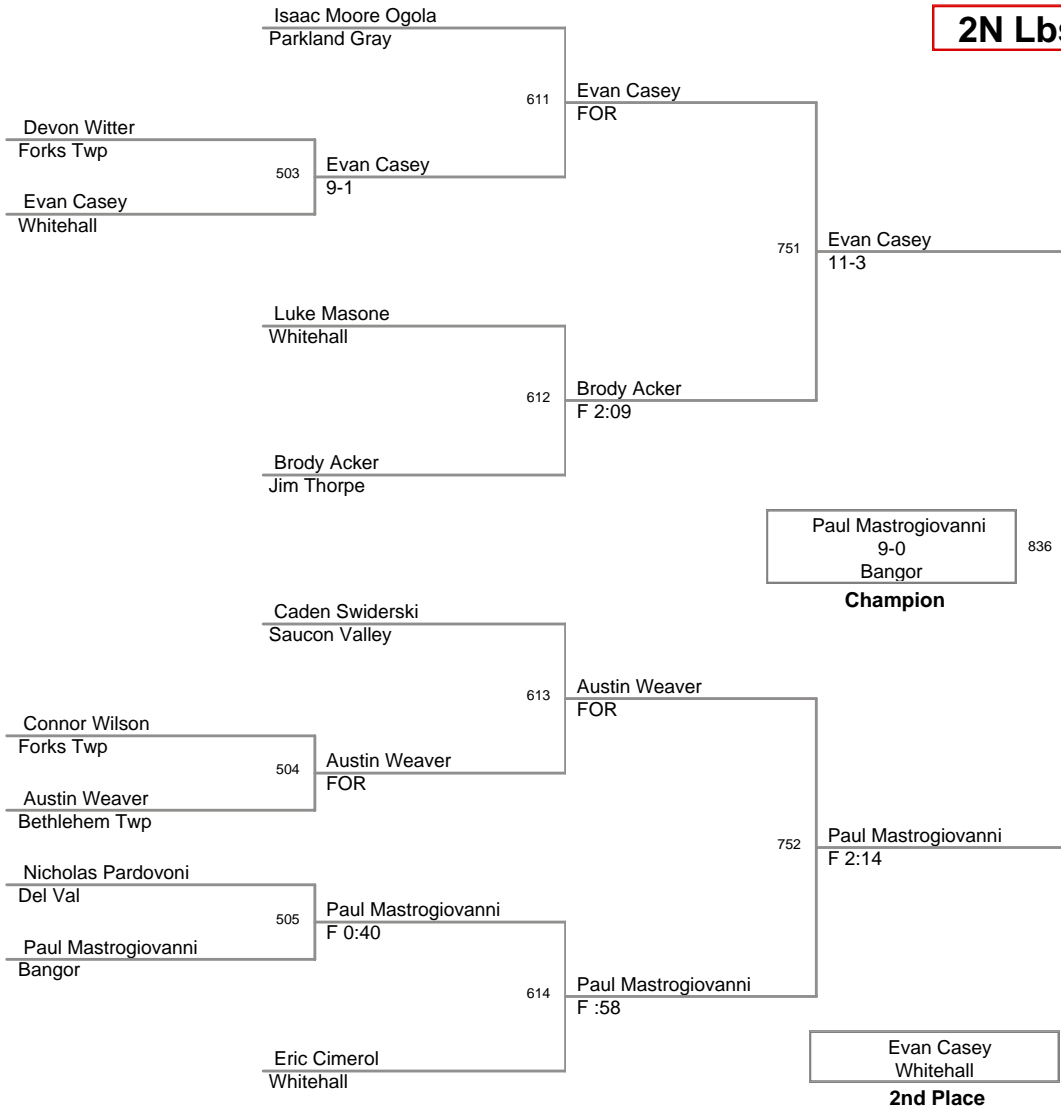 Isaac Moore Ogola
Parkland Gray
2N Lbs
611
Evan Casey
FOR
Devon Witter
Forks Twp
503
Evan Casey
9-1
Evan Casey
Whitehall
751
Evan Casey
11-3
Luke Masone
Whitehall
612
Brody Acker
F 2:09
Brody Acker
Jim Thorpe
Paul Mastrogiovanni
9-0
Bangor
836
Champion
Caden Swiderski
Saucon Valley
613
Austin Weaver
FOR
Connor Wilson
Forks Twp
504
Austin Weaver
FOR
Austin Weaver
Bethlehem Twp
752
Paul Mastrogiovanni
F 2:14
Nicholas Pardovoni
Del Val
505
Paul Mastrogiovanni
F 0:40
Paul Mastrogiovanni
Bangor
614
Paul Mastrogiovanni
F :58
Eric Cimerol
Whitehall
Evan Casey
Whitehall
2nd Place